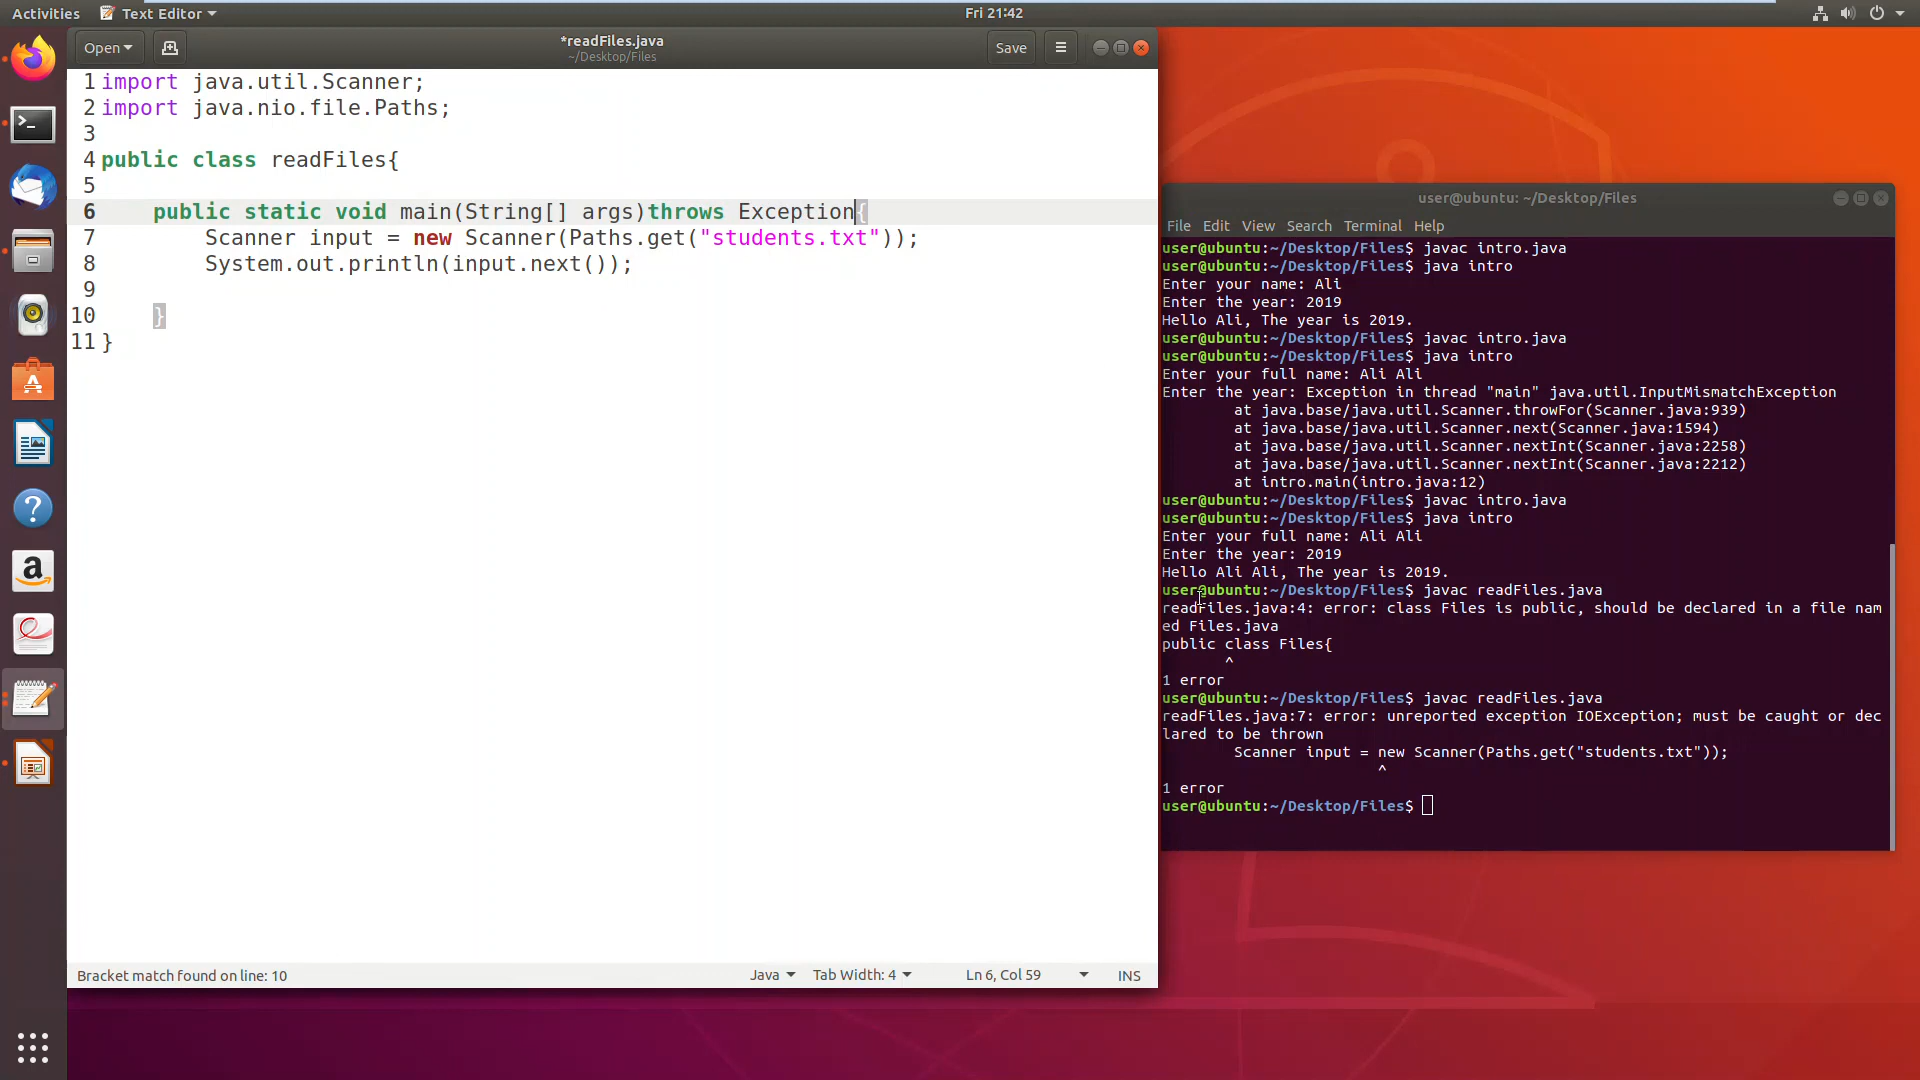 Activities Text Editor Fri 21:42
Open *readFiles.java Save
~/Desktop/Files
1 import java.util.Scanner;
2 import java.nio.file.Paths;
3
4 public class readFiles{
5
6     public static void main(String[] args)throws Exception{
7         Scanner input = new Scanner(Paths.get("students.txt"));
8         System.out.println(input.next());
9
10     }
11 }
Bracket match found on line: 10 Java Tab Width: 4 Ln 6, Col 59 INS
user@ubuntu: ~/Desktop/Files
File Edit View Search Terminal Help
user@ubuntu:~/Desktop/Files$ javac intro.java
user@ubuntu:~/Desktop/Files$ java intro
Enter your name: Ali
Enter the year: 2019
Hello Ali, The year is 2019.
user@ubuntu:~/Desktop/Files$ javac intro.java
user@ubuntu:~/Desktop/Files$ java intro
Enter your full name: Ali Ali
Enter the year: Exception in thread "main" java.util.InputMismatchException
        at java.base/java.util.Scanner.throwFor(Scanner.java:939)
        at java.base/java.util.Scanner.next(Scanner.java:1594)
        at java.base/java.util.Scanner.nextInt(Scanner.java:2258)
        at java.base/java.util.Scanner.nextInt(Scanner.java:2212)
        at intro.main(intro.java:12)
user@ubuntu:~/Desktop/Files$ javac intro.java
user@ubuntu:~/Desktop/Files$ java intro
Enter your full name: Ali Ali
Enter the year: 2019
Hello Ali Ali, The year is 2019.
user@ubuntu:~/Desktop/Files$ javac readFiles.java
readFiles.java:4: error: class Files is public, should be declared in a file nam
ed Files.java
public class Files{
       ^
1 error
user@ubuntu:~/Desktop/Files$ javac readFiles.java
readFiles.java:7: error: unreported exception IOException; must be caught or dec
lared to be thrown
        Scanner input = new Scanner(Paths.get("students.txt"));
                        ^
1 error
user@ubuntu:~/Desktop/Files$